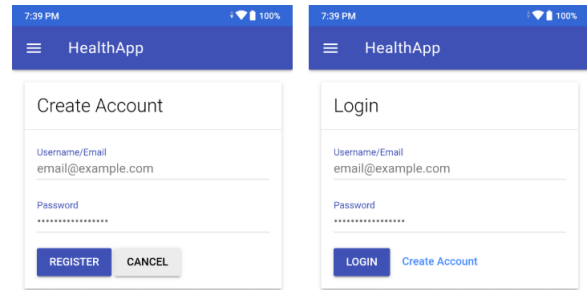 7:39 PM
100%
HealthApp
Create Account
Username/Email
email@example.com
Password
•••••••••••••••••
REGISTER
CANCEL
7:39 PM
100%
HealthApp
Login
Username/Email
email@example.com
Password
•••••••••••••••••
LOGIN
Create Account